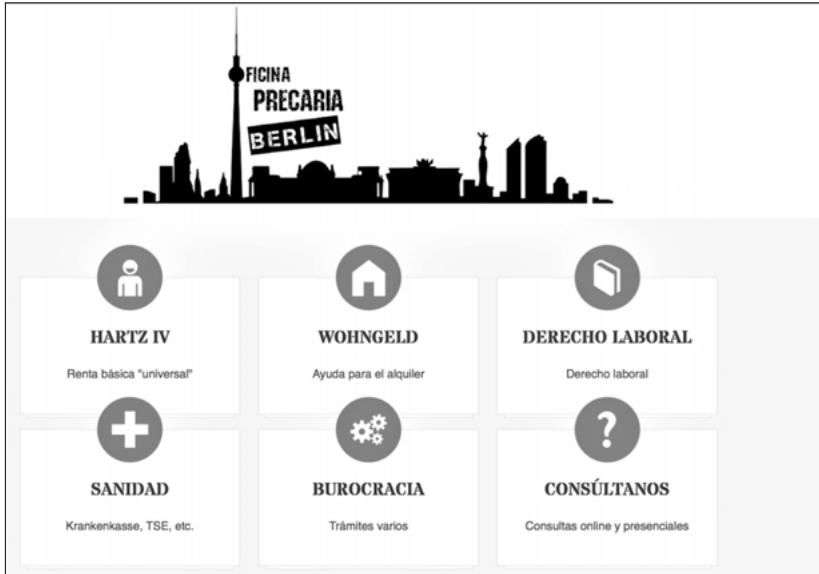 OFICINA
PRECARIA
BERLIN
HARTZ IV
Renta básica "universal"
WOHNGELD
Ayuda para el alquiler
DERECHO LABORAL
Derecho laboral
SANIDAD
Krankenkasse, TSE, etc.
BUROCRACIA
Trámites varios
CONSÚLTANOS
Consultas online y presenciales